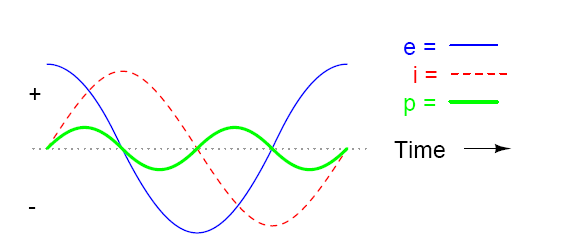 e =
i =
p =
+
Time
-